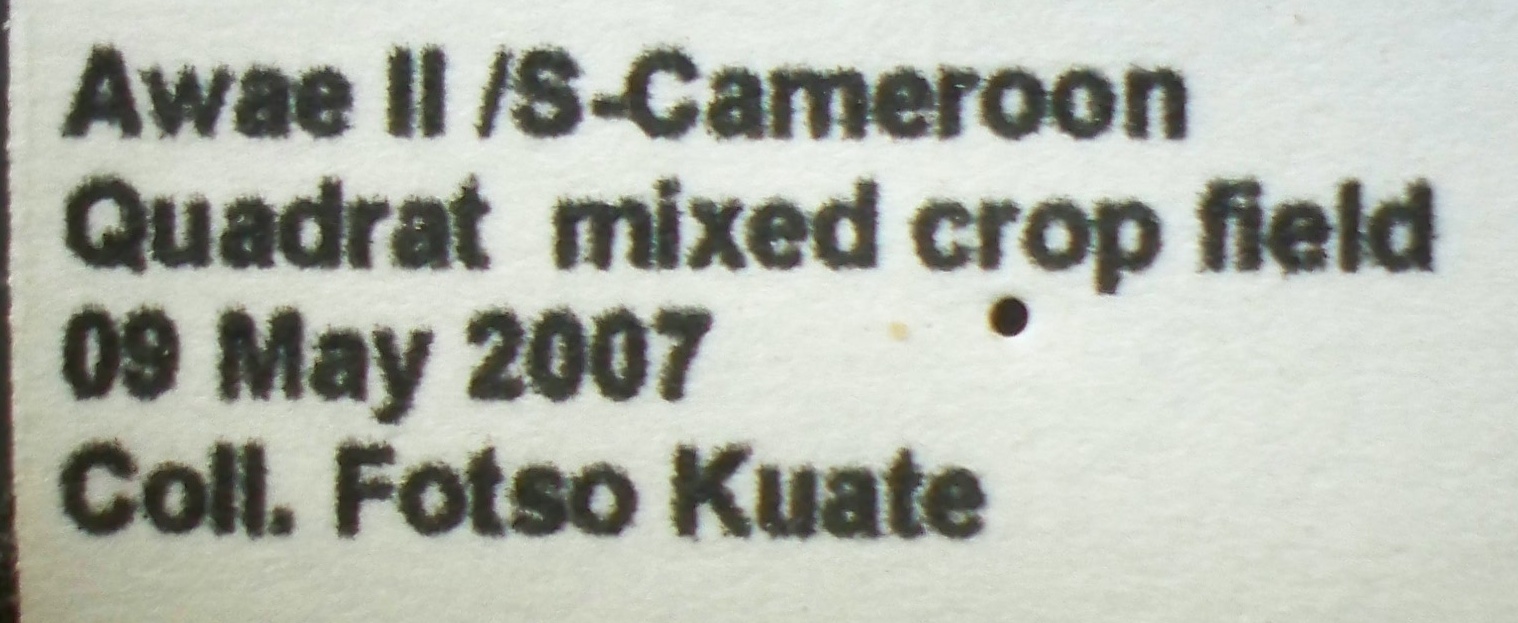 Awae II /S-Cameroon
Quadrat mixed crop field
09 May 2007
Coll. Fotso Kuate